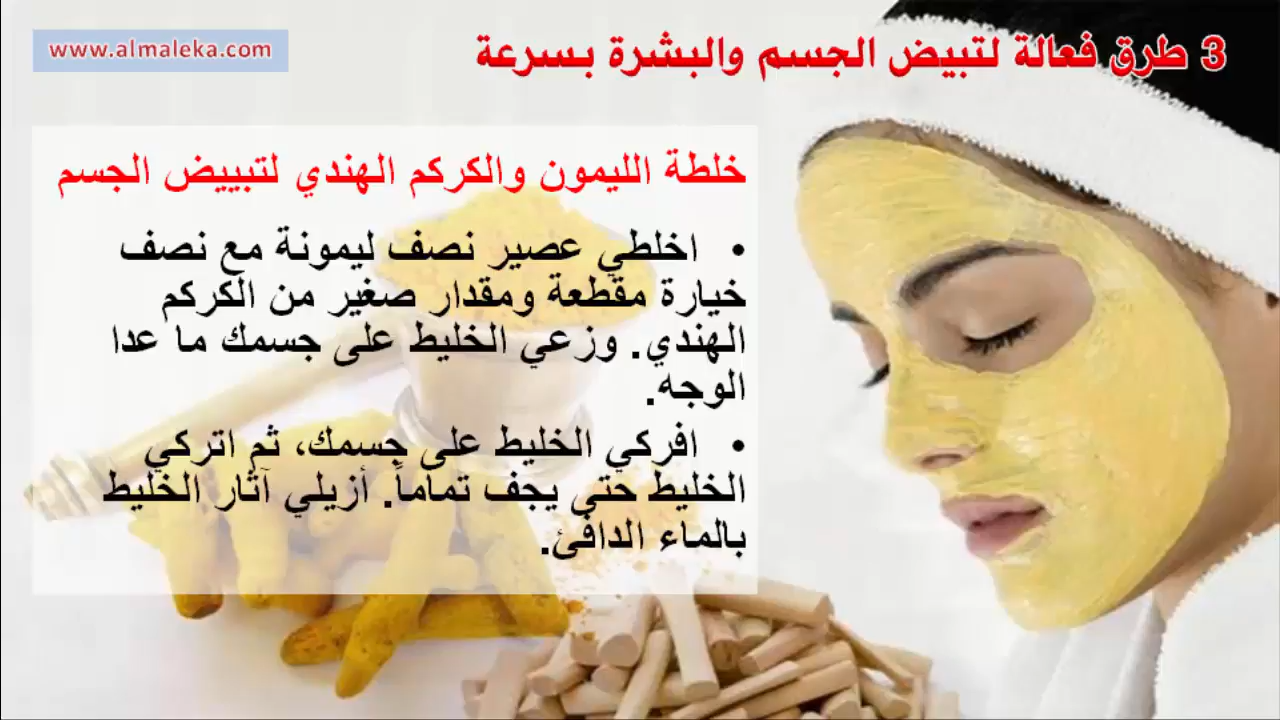 www.almaleka.com
3 طرق فعالة لتبيض الجسم والبشرة بسرعة
خلطة الليمون والكركم الهندي لتبييض الجسم
• اخلطي عصير نصف ليمونة مع نصف
خيارة مقطعة ومقدار صغير من الكركم
الهندي. وزعي الخليط على جسمك ما عدا
الوجه.
• افركي الخليط على جسمك، ثم اتركي
الخليط حتى يجف تماماً. أزيلي آثار الخليط
بالماء الدافئ.